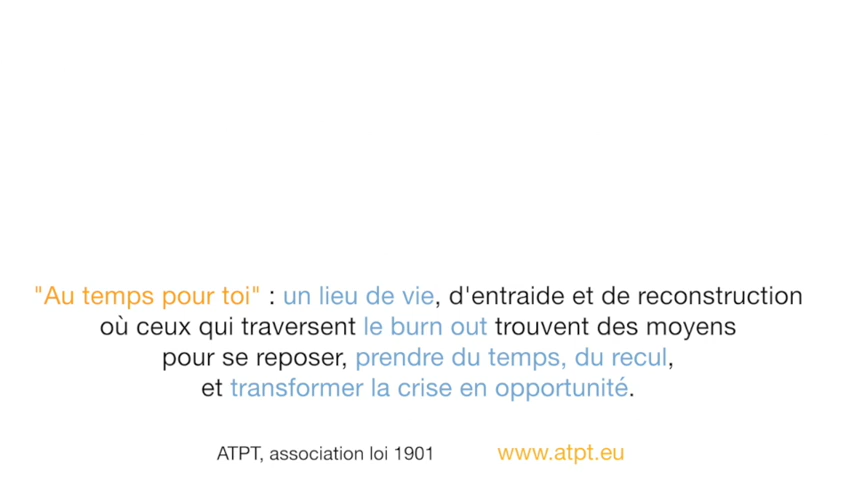 "Au temps pour toi" : un lieu de vie, d'entraide et de reconstruction
où ceux qui traversent le burn out trouvent des moyens
pour se reposer, prendre du temps, du recul,
et transformer la crise en opportunité.
ATPT, association loi 1901 www.atpt.eu